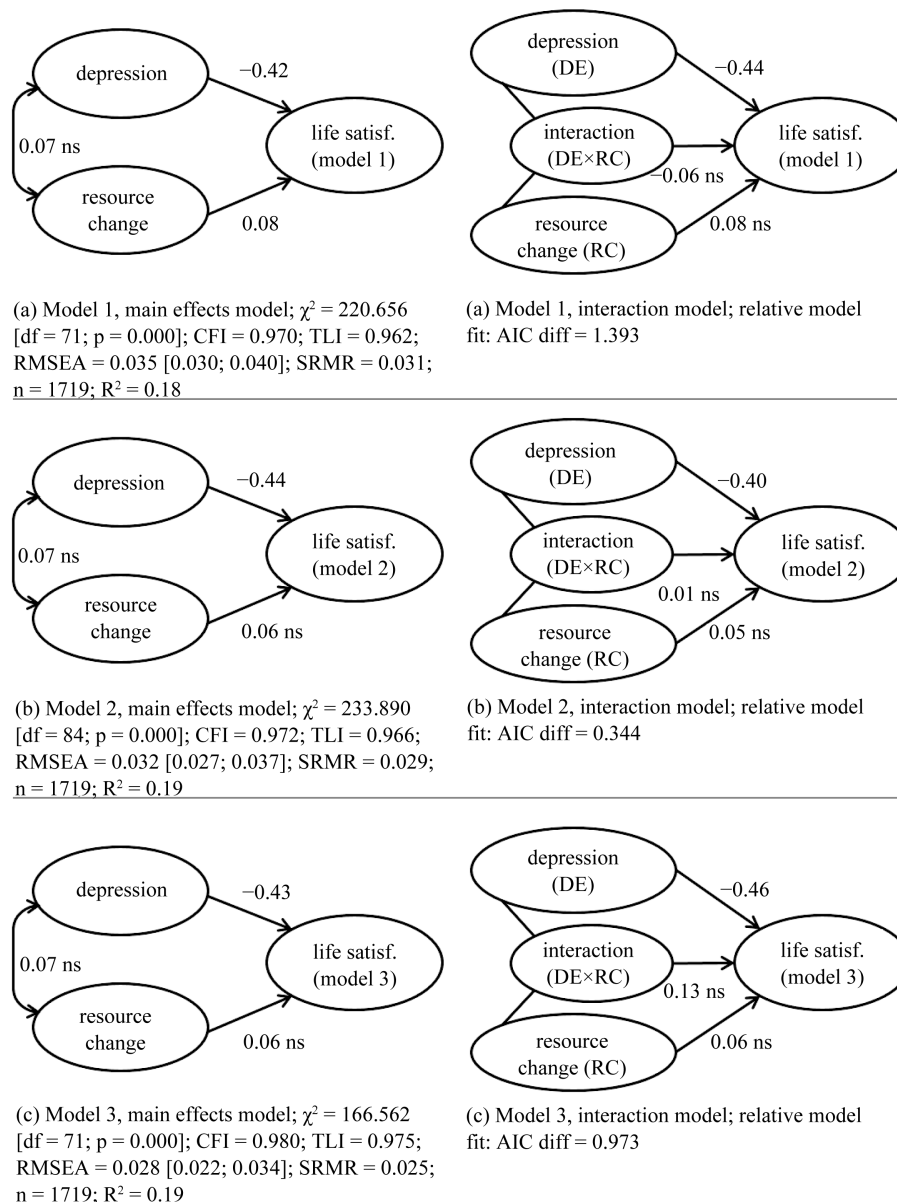 depression
−0.42
0.07 ns
life satisf.
(model 1)
resource
change
0.08
(a) Model 1, main effects model; χ² = 220.656
[df = 71; p = 0.000]; CFI = 0.970; TLI = 0.962;
RMSEA = 0.035 [0.030; 0.040]; SRMR = 0.031;
n = 1719; R² = 0.18
depression
(DE)
−0.44
interaction
(DE×RC)
−0.06 ns
life satisf.
(model 1)
resource
change (RC)
0.08 ns
(a) Model 1, interaction model; relative model
fit: AIC diff = 1.393
depression
−0.44
0.07 ns
life satisf.
(model 2)
resource
change
0.06 ns
(b) Model 2, main effects model; χ² = 233.890
[df = 84; p = 0.000]; CFI = 0.972; TLI = 0.966;
RMSEA = 0.032 [0.027; 0.037]; SRMR = 0.029;
n = 1719; R² = 0.19
depression
(DE)
−0.40
interaction
(DE×RC)
0.01 ns
life satisf.
(model 2)
resource
change (RC)
0.05 ns
(b) Model 2, interaction model; relative model
fit: AIC diff = 0.344
depression
−0.43
0.07 ns
life satisf.
(model 3)
resource
change
0.06 ns
(c) Model 3, main effects model; χ² = 166.562
[df = 71; p = 0.000]; CFI = 0.980; TLI = 0.975;
RMSEA = 0.028 [0.022; 0.034]; SRMR = 0.025;
n = 1719; R² = 0.19
depression
(DE)
−0.46
interaction
(DE×RC)
0.13 ns
life satisf.
(model 3)
resource
change (RC)
0.06 ns
(c) Model 3, interaction model; relative model
fit: AIC diff = 0.973